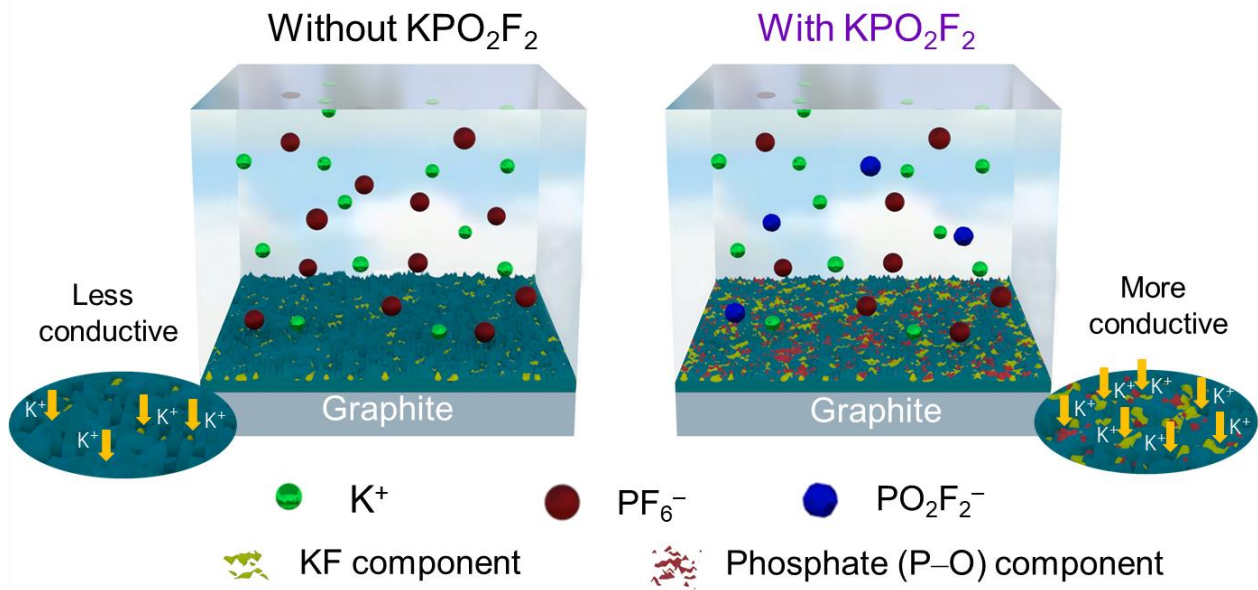 Without KPO₂F₂
With KPO₂F₂
Less
conductive
More
conductive
K⁺
K⁺
K⁺
K⁺
Graphite
Graphite
K⁺
K⁺
K⁺
K⁺
K⁺
K⁺
K⁺
K⁺
PF₆⁻
PO₂F₂⁻
KF component
Phosphate (P–O) component